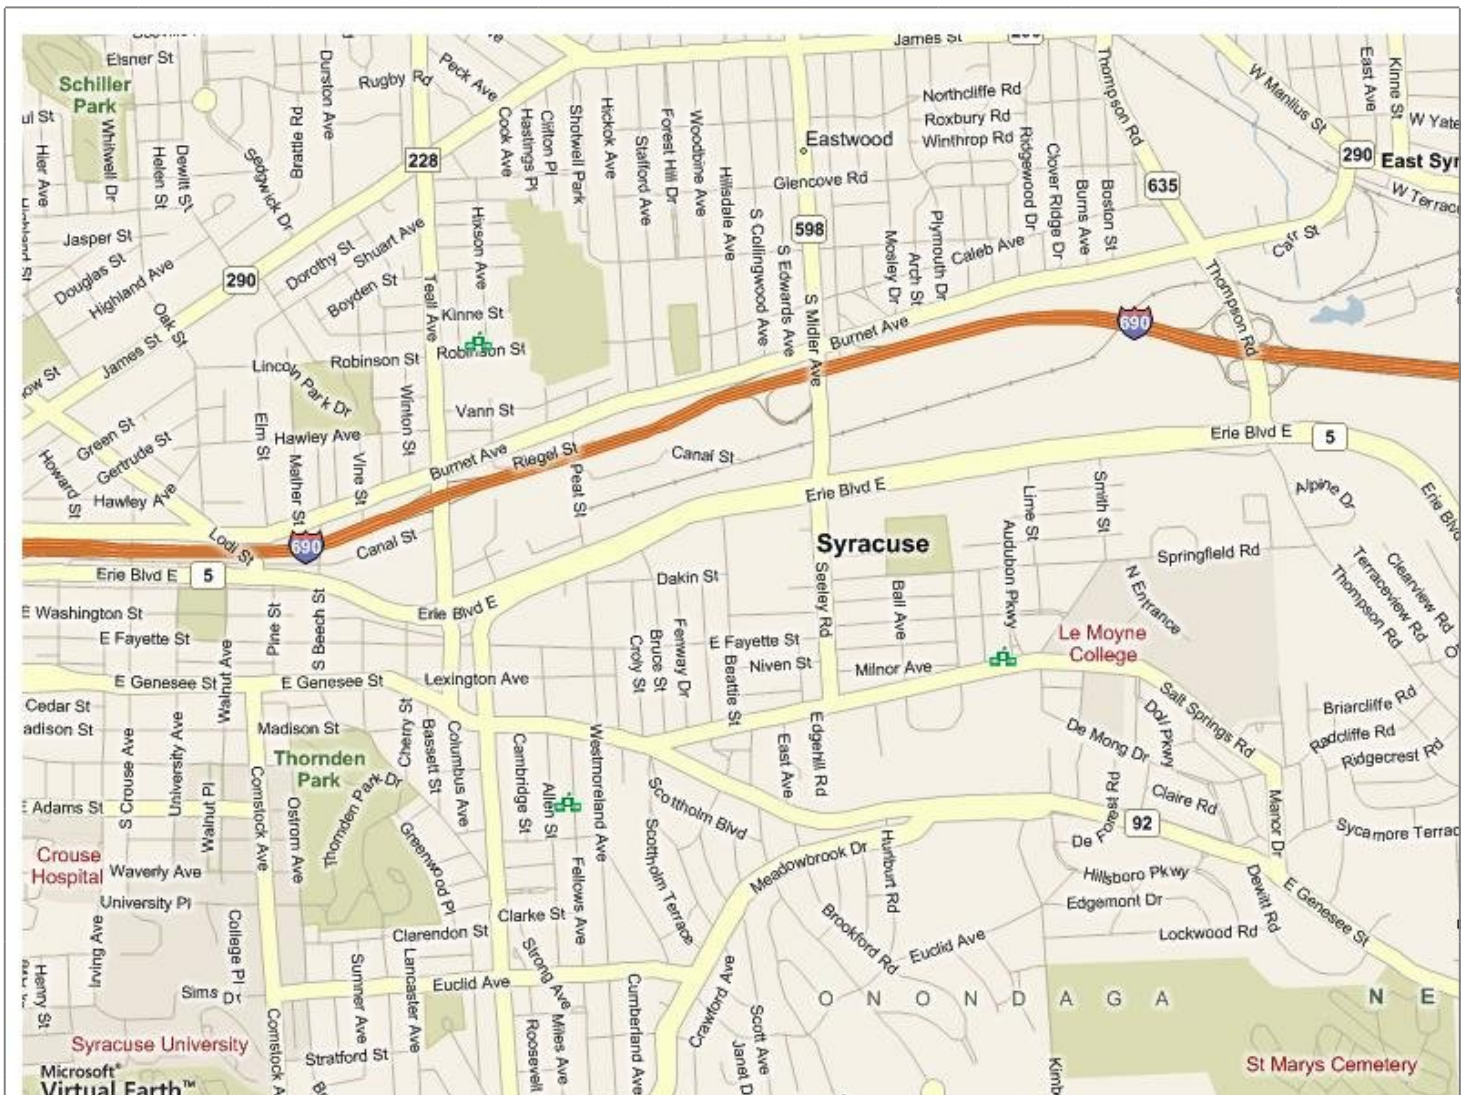 Elsner St
Schiller
Park
Durston Ave
Rugby Rd
Peck Ave
James St
Thompson Rd
W Manlius St
East Ave
Kinne St
W Yate
Whitwell Dr
Hier Ave
Helen St
Dewitt St
Brattle Rd
Sedgwick Dr
228
Cook Ave
Hastings Pl
Clifton Pl
Shotwell Park
Hickok Ave
Stafford Ave
Forest Hill Dr
Woodbine Ave
Hillsdale Ave
Eastwood
Glencove Rd
Northcliffe Rd
Roxbury Rd
Winthrop Rd
Ridgewood Dr
Clover Ridge Dr
Burns Ave
Boston St
635
290
East Syr
W Terrac
Highland St
Jasper St
Douglas St
Highland Ave
290
Dorothy St
Shuart Ave
Boyden St
Hixson Ave
Teall Ave
S Collingwood Ave
S Edwards Ave
598
S Midler Ave
Mosley Dr
Arch St
Plymouth Dr
Caleb Ave
Thompson Rd
Oak St
James St
Kinne St
Robinson St
Robinson St
Lincoln Park Dr
Winton St
Vann St
Burnet Ave
690
Thompson Rd
Green St
Gertrude St
Hawley Ave
Howard St
Elm St
Hawley Ave
Mather St
Vine St
Burnet Ave
Riegel St
Peat St
Canal St
Erie Blvd E
Erie Blvd E
5
Erie Blvd
Alpine Dr
Lodi St
690
Canal St
Erie Blvd E
5
Erie Blvd E
Syracuse
Lime St
Smith St
Audubon Pkwy
Springfield Rd
N Entrance
Terraceview Rd
Clearview Rd
Thompson Rd
E Washington St
E Fayette St
Pine St
S Beech St
Walnut Ave
Dakin St
Croly St
Bruce St
Fenway Dr
E Fayette St
Beattie St
Niven St
Seeley Rd
Ball Ave
Milnor Ave
Le Moyne
College
Salt Springs Rd
E Genesee St
E Genesee St
Lexington Ave
Cedar St
adison St
Madison St
S Crouse Ave
University Ave
Walnut Pl
Cherry St
Bassett St
Columbus Ave
Cambridge St
Allen St
Westmoreland Ave
East Ave
Edgehill Rd
De Mong Dr
Dal Pkwy
Briarcliffe Rd
Radcliffe Rd
Ridgecrest Rd
Thornden
Park
Thornden Park Dr
E Adams St
Comstock Ave
Ostrom Ave
Scottholm Blvd
Scottholm Terrace
De Forest Rd
Claire Rd
92
Manor Dr
Sycamore Terrac
Crouse
Hospital
Waverly Ave
University Pl
Irving Ave
College Pl
Greenwood Pl
Clarendon St
Clarke St
Fellows Ave
Meadowbrook Dr
Hurlburt Rd
Brookford Rd
Euclid Ave
Hillsboro Pkwy
Edgemont Dr
Lockwood Rd
Dewitt Rd
E Genesee St
Henry St
Sims Dr
Sumner Ave
Lancaster Ave
Euclid Ave
Strong Ave
Cumberland Ave
Crawford Ave
Scott Ave
Janet D
ONONDAGA
N E
Syracuse University
Comstock A
Stratford St
Roosevelt
Miles Ave
Kimb
St Marys Cemetery
Microsoft®
Virtual Earth™